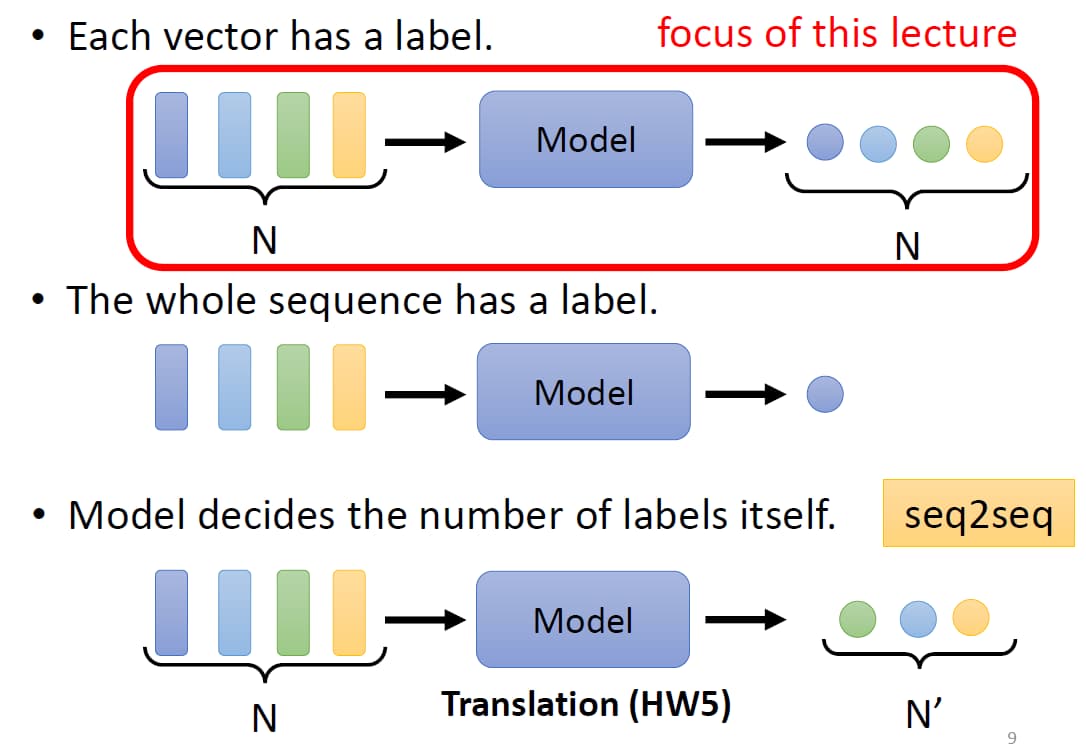 • Each vector has a label.
focus of this lecture
Model
N
N
• The whole sequence has a label.
Model
• Model decides the number of labels itself.
seq2seq
Model
N
Translation (HW5)
N’
9